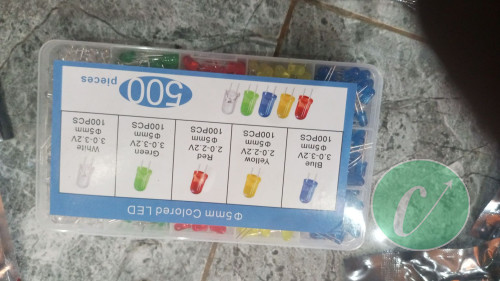 Φ5mm Colored LED
Blue
3.0-3.2V
Φ5mm
100PCS
Yellow
2.0-2.2V
Φ5mm
100PCS
Red
2.0-2.2V
Φ5mm
100PCS
Green
3.0-3.2V
Φ5mm
100PCS
White
3.0-3.2V
Φ5mm
100PCS
500
pieces